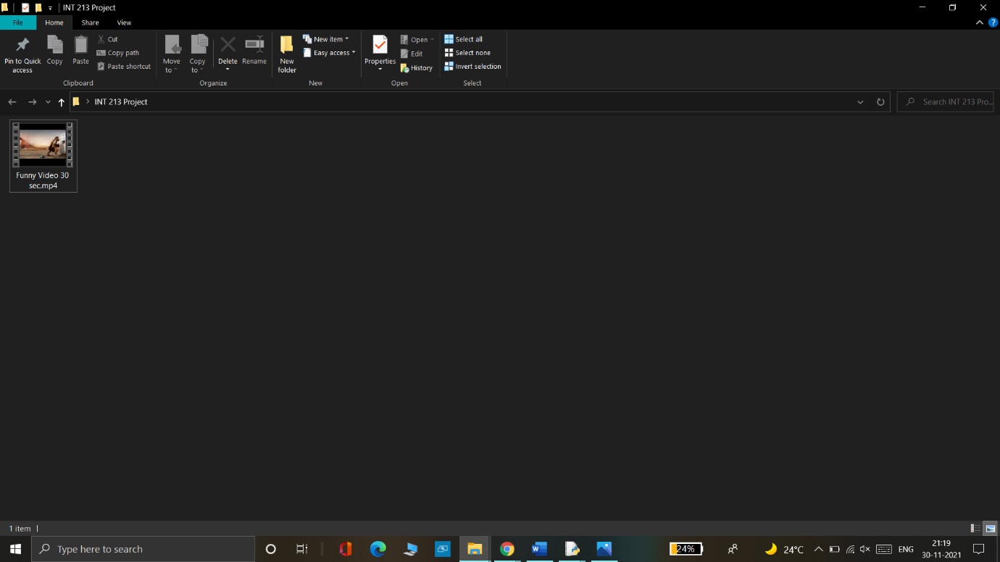 INT 213 Project
File Home Share View
Pin to Quick access
Copy
Paste
Cut
Copy path
Paste shortcut
Clipboard
Move to
Copy to
Delete
Rename
Organize
New folder
New item
Easy access
New
Properties
Open
Edit
History
Open
Select all
Select none
Invert selection
Select
INT 213 Project
Search INT 213 Pro...
Funny Video 30
sec.mp4
1 item
Type here to search
24%
24°C
ENG
21:19
30-11-2021